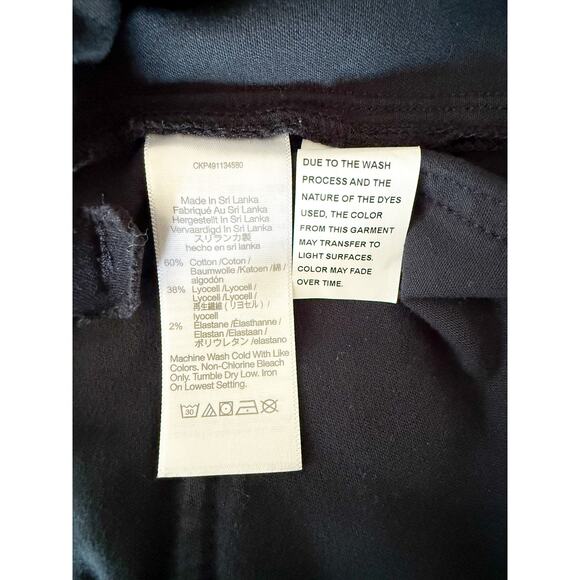 CKP491134580
Made In Sri Lanka
Fabriqué Au Sri Lanka
Hergestellt In Sri Lanka
Vervaardigd In Sri Lanka
スリランカ製
hecho en sri lanka
60% Cotton /Coton /
Baumwolle /Katoen /綿 /
algodón
38% Lyocell /Lyocell /
Lyocell /Lyocell /
再生繊維 ( リヨセル ) /
lyocell
2% Elastane /Élasthanne /
Elastan /Elastaan /
ポリウレタン /elastano
Machine Wash Cold With Like
Colors. Non-Chlorine Bleach
Only. Tumble Dry Low. Iron
On Lowest Setting.
30
DUE TO THE WASH
PROCESS AND THE
NATURE OF THE DYES
USED, THE COLOR
FROM THIS GARMENT
MAY TRANSFER TO
LIGHT SURFACES.
COLOR MAY FADE
OVER TIME.